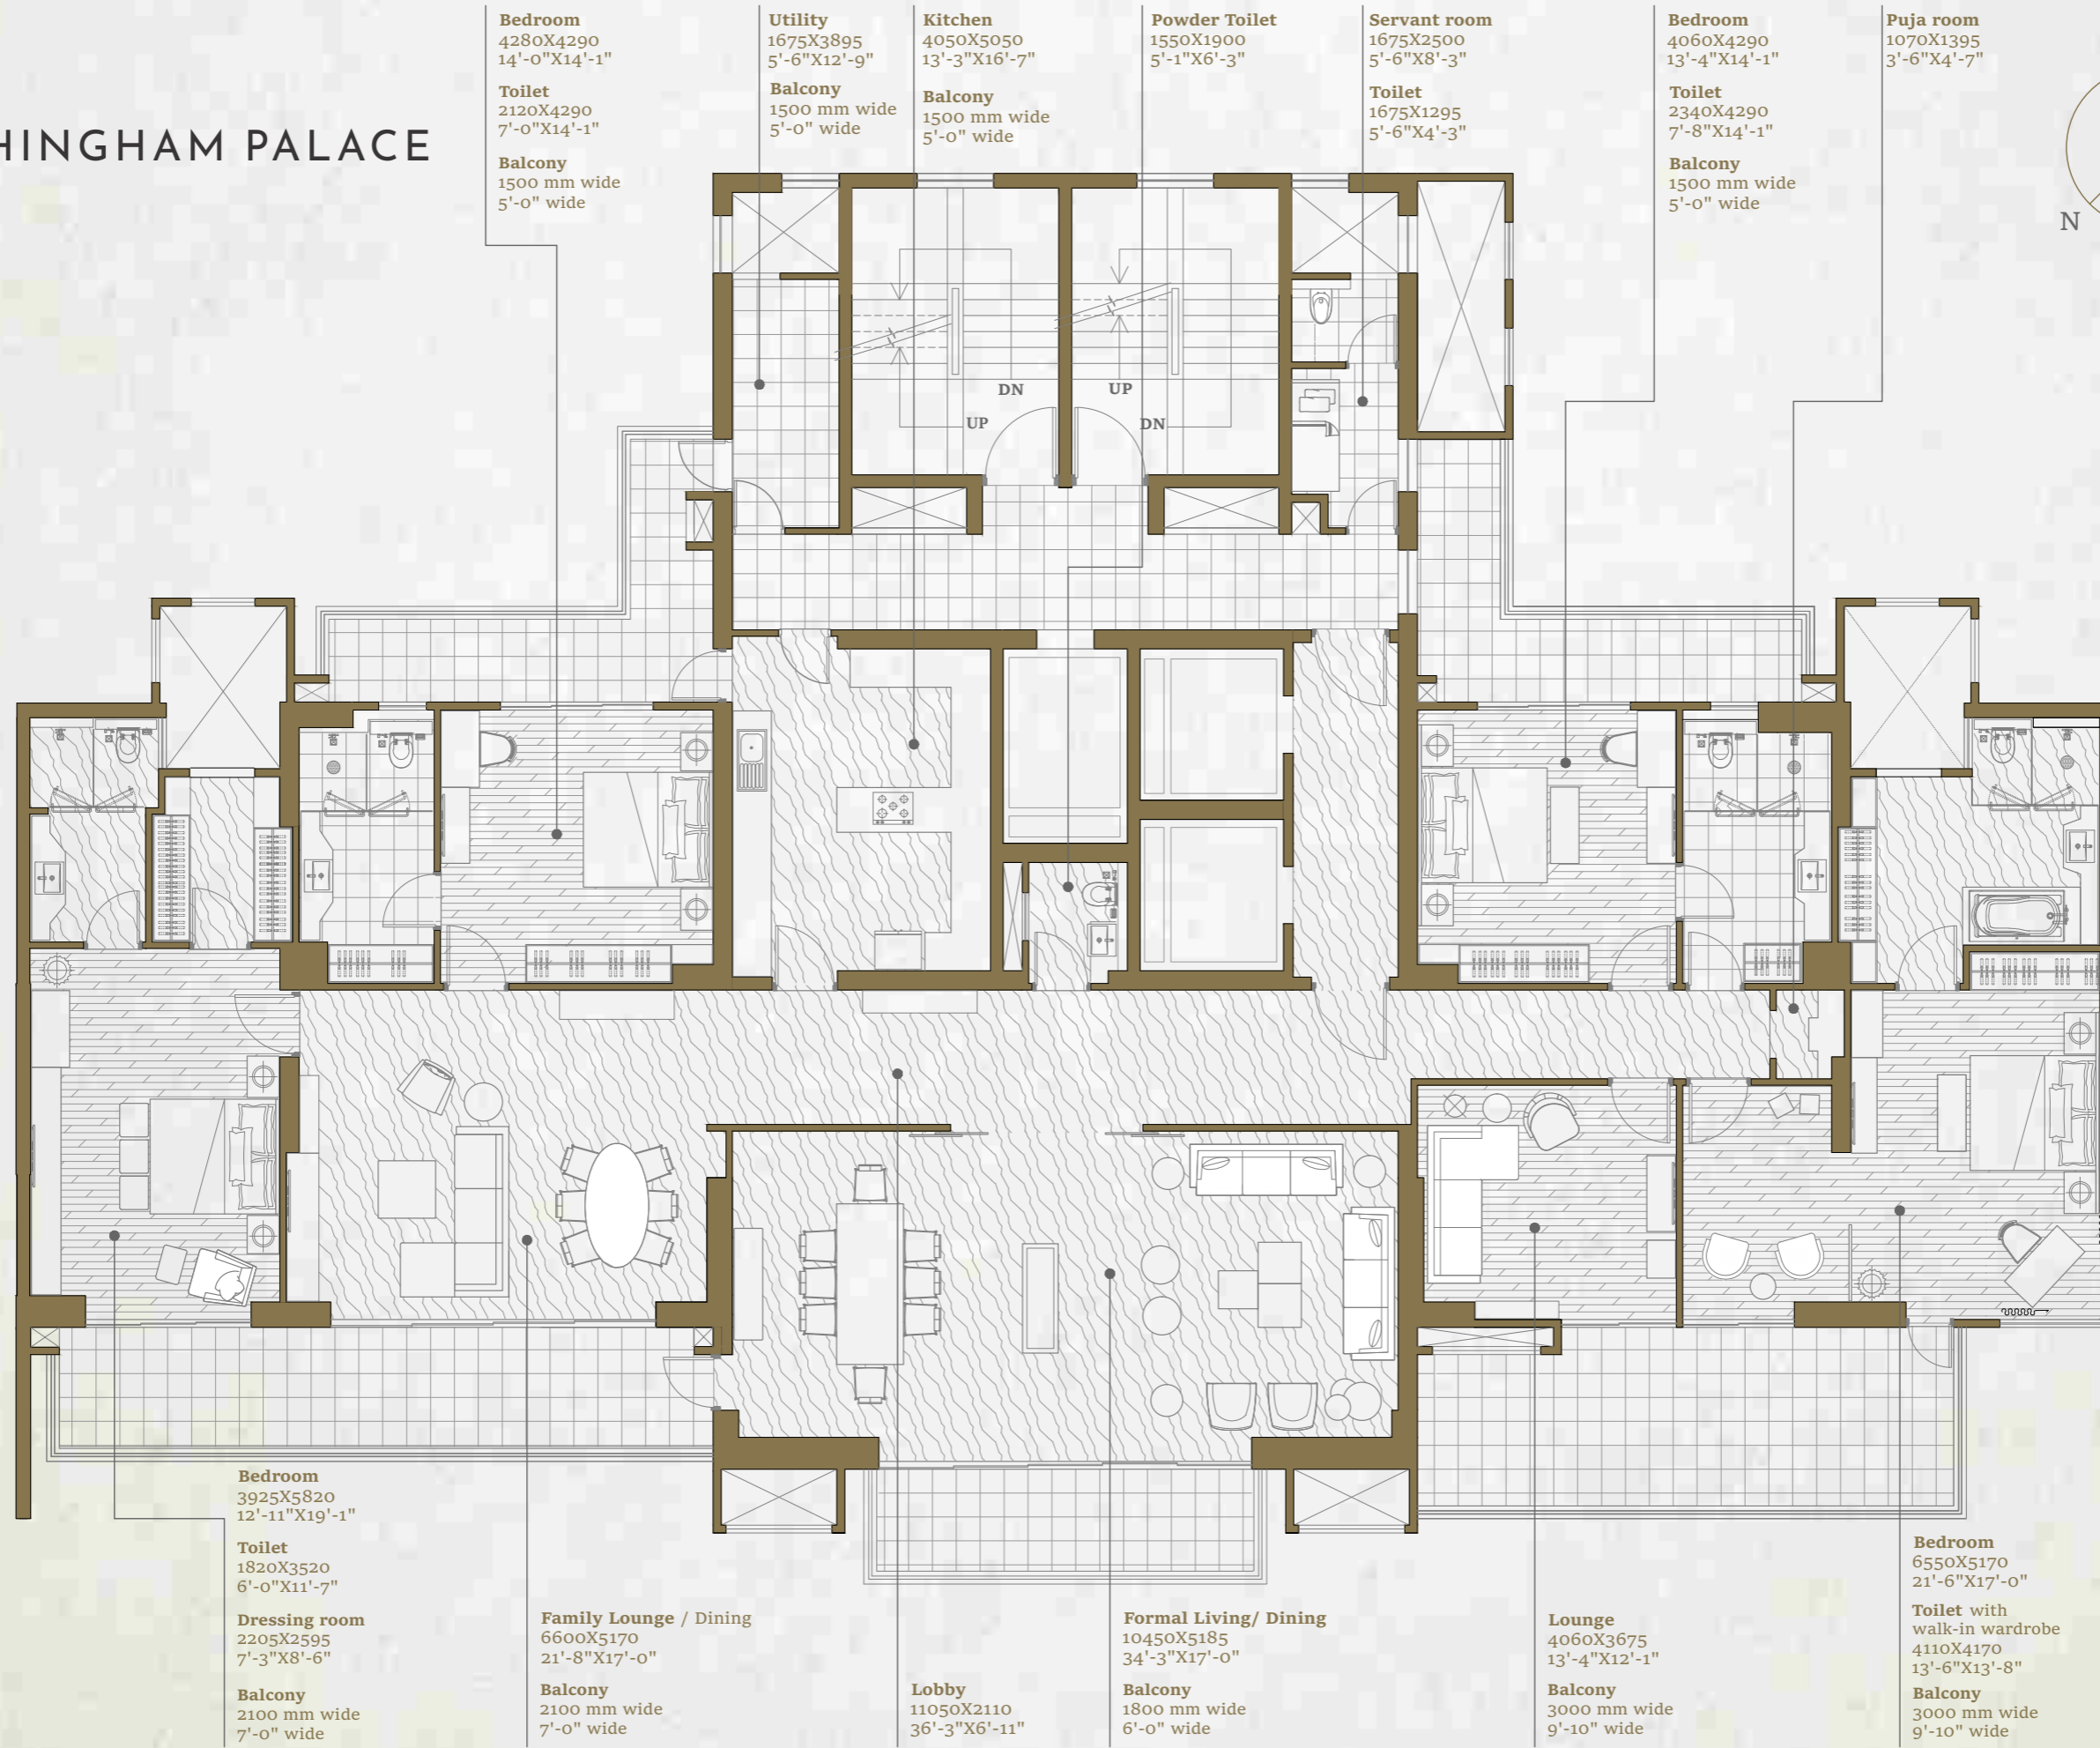 Bedroom
4280X4290
14'-0"X14'-1"
Toilet
2120X4290
7'-0"X14'-1"
Balcony
1500 mm wide
5'-0" wide
Utility
1675X3895
5'-6"X12'-9"
Balcony
1500 mm wide
5'-0" wide
Kitchen
4050X5050
13'-3"X16'-7"
Balcony
1500 mm wide
5'-0" wide
Powder Toilet
1550X1900
5'-1"X6'-3"
Servant room
1675X2500
5'-6"X8'-3"
Toilet
1675X1295
5'-6"X4'-3"
Bedroom
4060X4290
13'-4"X14'-1"
Toilet
2340X4290
7'-8"X14'-1"
Balcony
1500 mm wide
5'-0" wide
Puja room
1070X1395
3'-6"X4'-7"
HINGHAM PALACE
N
DN
UP
UP
DN
Bedroom
3925X5820
12'-11"X19'-1"
Toilet
1820X3520
6'-0"X11'-7"
Dressing room
2205X2595
7'-3"X8'-6"
Balcony
2100 mm wide
7'-0" wide
Family Lounge / Dining
6600X5170
21'-8"X17'-0"
Balcony
2100 mm wide
7'-0" wide
Lobby
11050X2110
36'-3"X6'-11"
Formal Living/ Dining
10450X5185
34'-3"X17'-0"
Balcony
1800 mm wide
6'-0" wide
Lounge
4060X3675
13'-4"X12'-1"
Balcony
3000 mm wide
9'-10" wide
Bedroom
6550X5170
21'-6"X17'-0"
Toilet with
walk-in wardrobe
4110X4170
13'-6"X13'-8"
Balcony
3000 mm wide
9'-10" wide